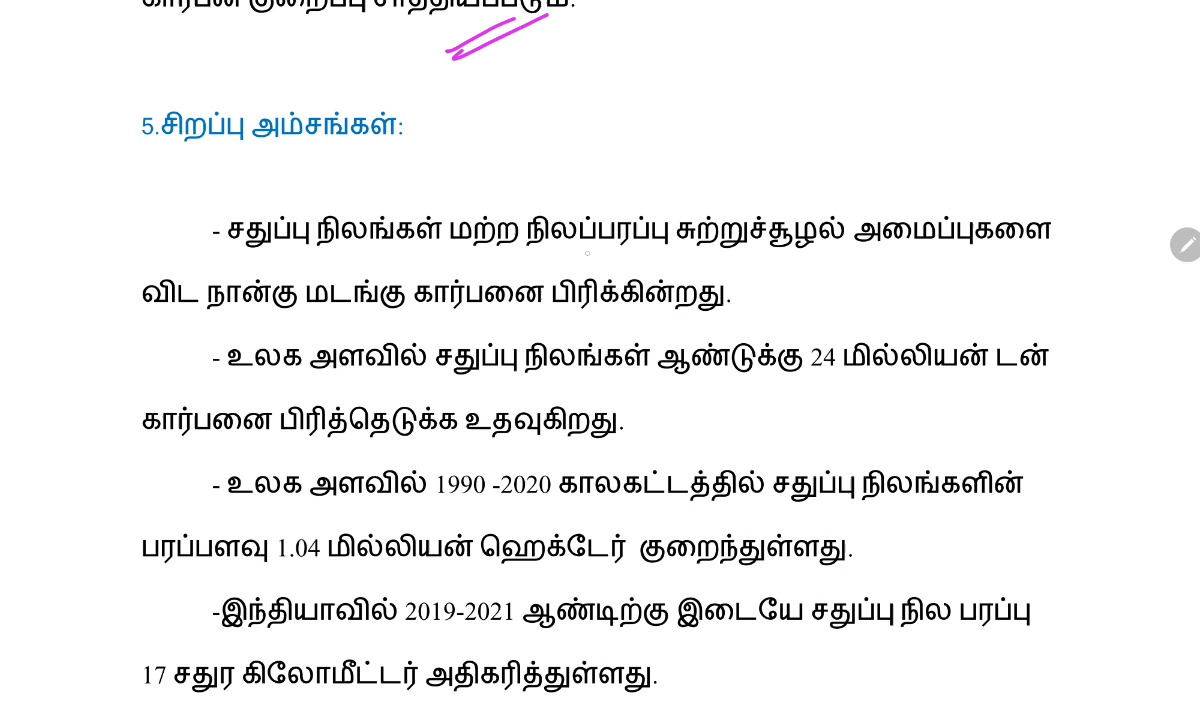 கார்பன் குறைப்பு சாத்தியப்படும்.
5.சிறப்பு அம்சங்கள்:
- சதுப்பு நிலங்கள் மற்ற நிலப்பரப்பு சுற்றுச்சூழல் அமைப்புகளை
விட நான்கு மடங்கு கார்பனை பிரிக்கின்றது.
- உலக அளவில் சதுப்பு நிலங்கள் ஆண்டுக்கு 24 மில்லியன் டன்
கார்பனை பிரித்தெடுக்க உதவுகிறது.
- உலக அளவில் 1990 -2020 காலகட்டத்தில் சதுப்பு நிலங்களின்
பரப்பளவு 1.04 மில்லியன் ஹெக்டேர்  குறைந்துள்ளது.
-இந்தியாவில் 2019-2021 ஆண்டிற்கு இடையே சதுப்பு நில பரப்பு
17 சதுர கிலோமீட்டர் அதிகரித்துள்ளது.